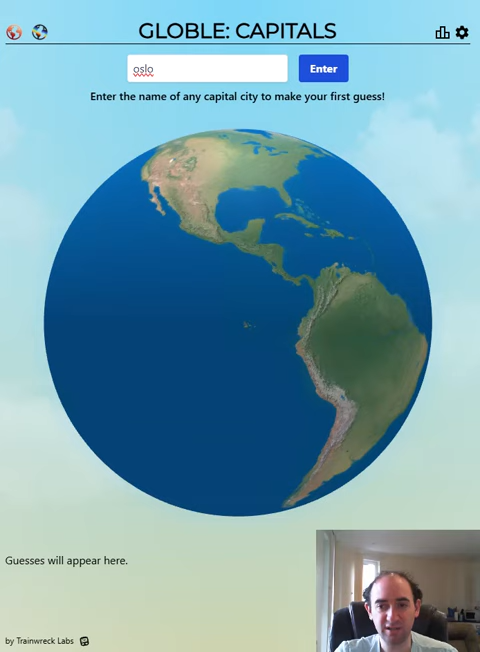 GLOBLE: CAPITALS
oslo
Enter
Enter the name of any capital city to make your first guess!
Guesses will appear here.
by Trainwreck Labs